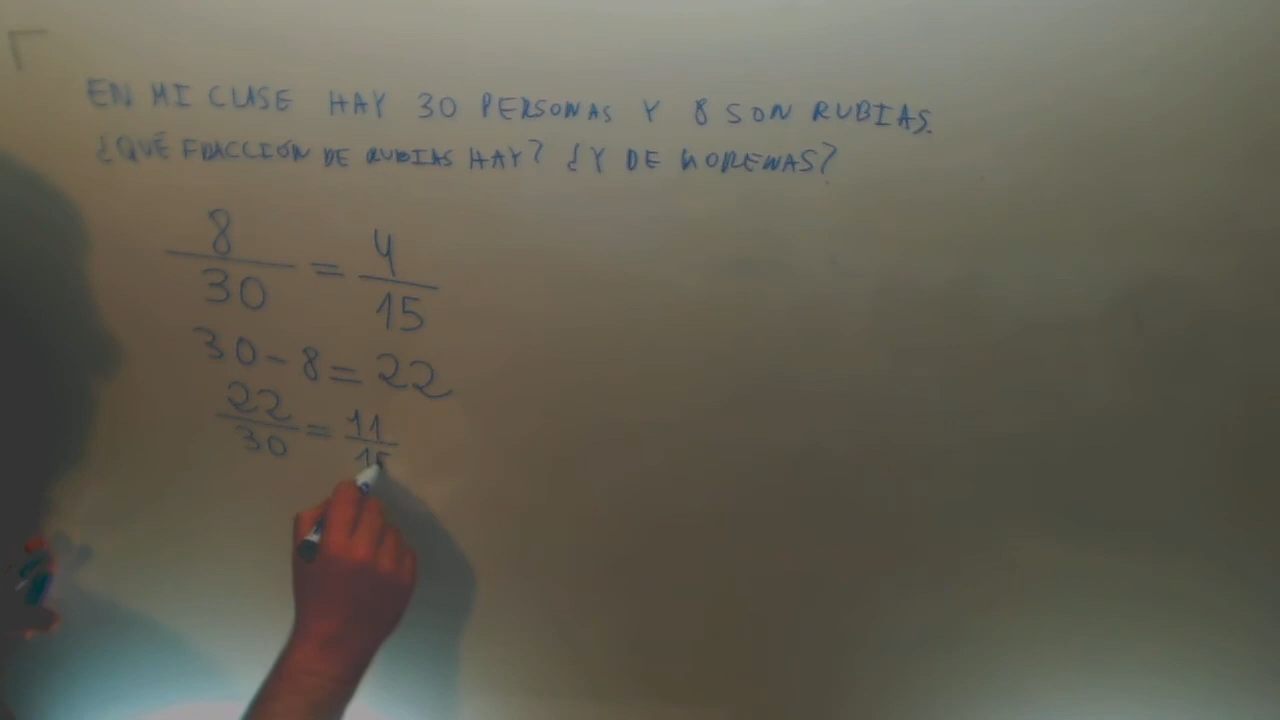 EN MI CLASE HAY 30 PERSONAS Y 8 SON RUBIAS.
¿QUÉ FRACCIÓN DE RUBIAS HAY? ¿Y DE MORENAS?
8/30 = 4/15
30 - 8 = 22
22/30 = 11/15